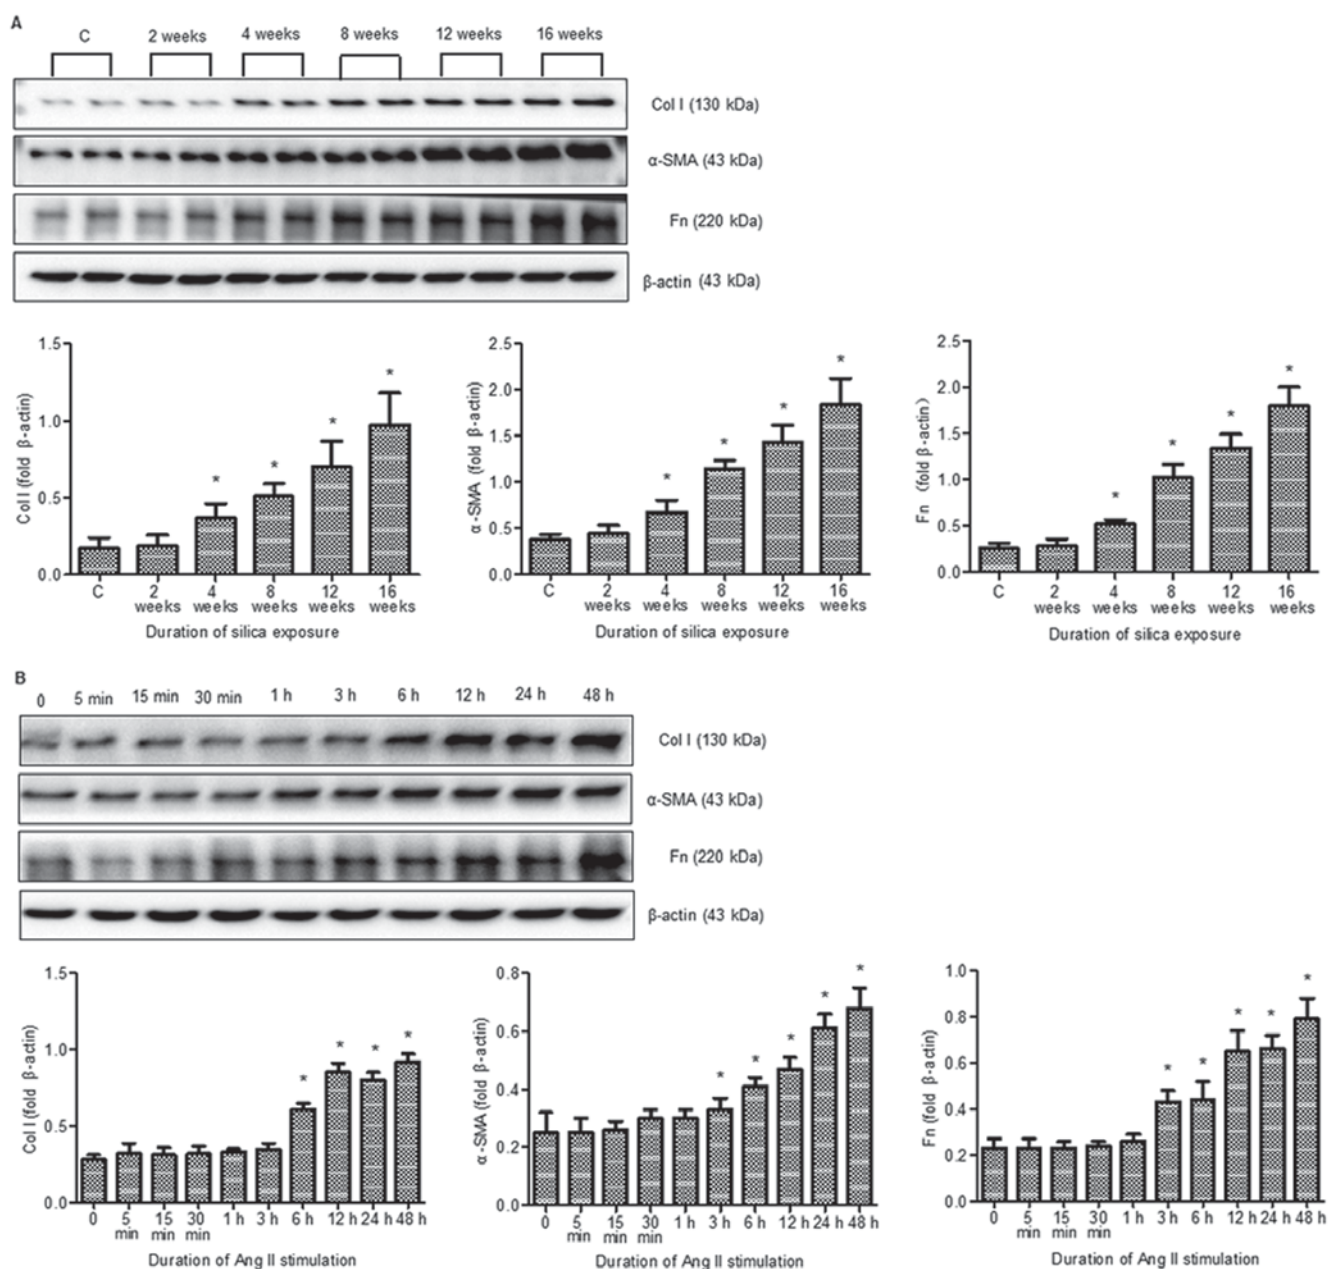 A
C 2 weeks 4 weeks 8 weeks 12 weeks 16 weeks
Col I (130 kDa)
α-SMA (43 kDa)
Fn (220 kDa)
β-actin (43 kDa)
Col I (fold β-actin)
1.5
1.0
0.5
0.0
* * * *
C 2 weeks 4 weeks 8 weeks 12 weeks 16 weeks
Duration of silica exposure
α-SMA (fold β-actin)
2.5
2.0
1.5
1.0
0.5
0.0
* * * *
C 2 weeks 4 weeks 8 weeks 12 weeks 16 weeks
Duration of silica exposure
Fn (fold β-actin)
2.5
2.0
1.5
1.0
0.5
0.0
* * * *
C 2 weeks 4 weeks 8 weeks 12 weeks 16 weeks
Duration of silica exposure
B
0 5 min 15 min 30 min 1 h 3 h 6 h 12 h 24 h 48 h
Col I (130 kDa)
α-SMA (43 kDa)
Fn (220 kDa)
β-actin (43 kDa)
Col I (fold β-actin)
1.5
1.0
0.5
0.0
* * * *
0 5 min 15 min 30 min 1 h 3 h 6 h 12 h 24 h 48 h
Duration of Ang II stimulation
α-SMA (fold β-actin)
0.8
0.6
0.4
0.2
0.0
* * * * *
0 5 min 15 min 30 min 1 h 3 h 6 h 12 h 24 h 48 h
Duration of Ang II stimulation
Fn (fold β-actin)
1.0
0.8
0.6
0.4
0.2
0.0
* * * * *
0 5 min 15 min 30 min 1 h 3 h 6 h 12 h 24 h 48 h
Duration of Ang II stimulation